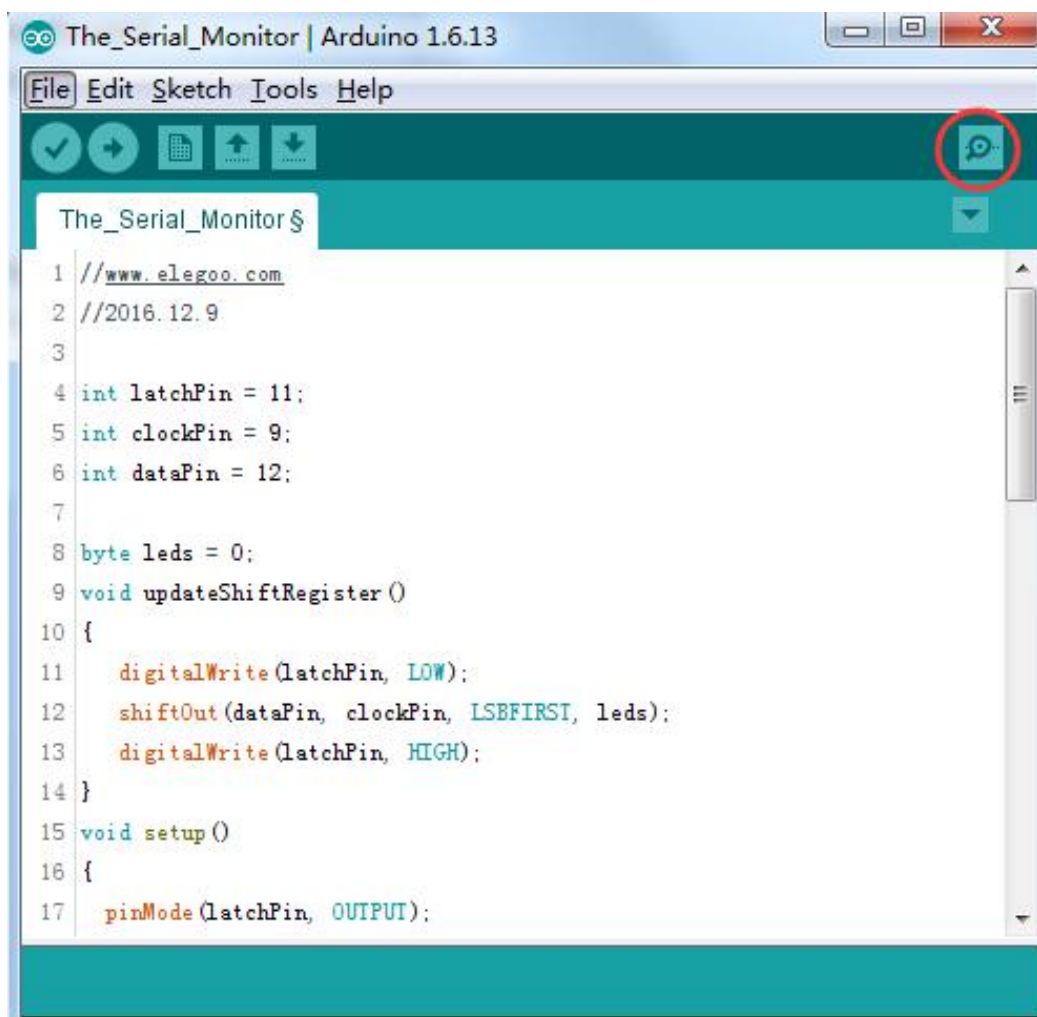 The_Serial_Monitor | Arduino 1.6.13
File Edit Sketch Tools Help
The_Serial_Monitor §
1 //www.elegoo.com
2 //2016.12.9
3
4 int latchPin = 11;
5 int clockPin = 9;
6 int dataPin = 12;
7
8 byte leds = 0;
9 void updateShiftRegister()
10 {
11 digitalWrite(latchPin, LOW);
12 shiftOut(dataPin, clockPin, LSBFIRST, leds);
13 digitalWrite(latchPin, HIGH);
14 }
15 void setup()
16 {
17 pinMode(latchPin, OUTPUT);